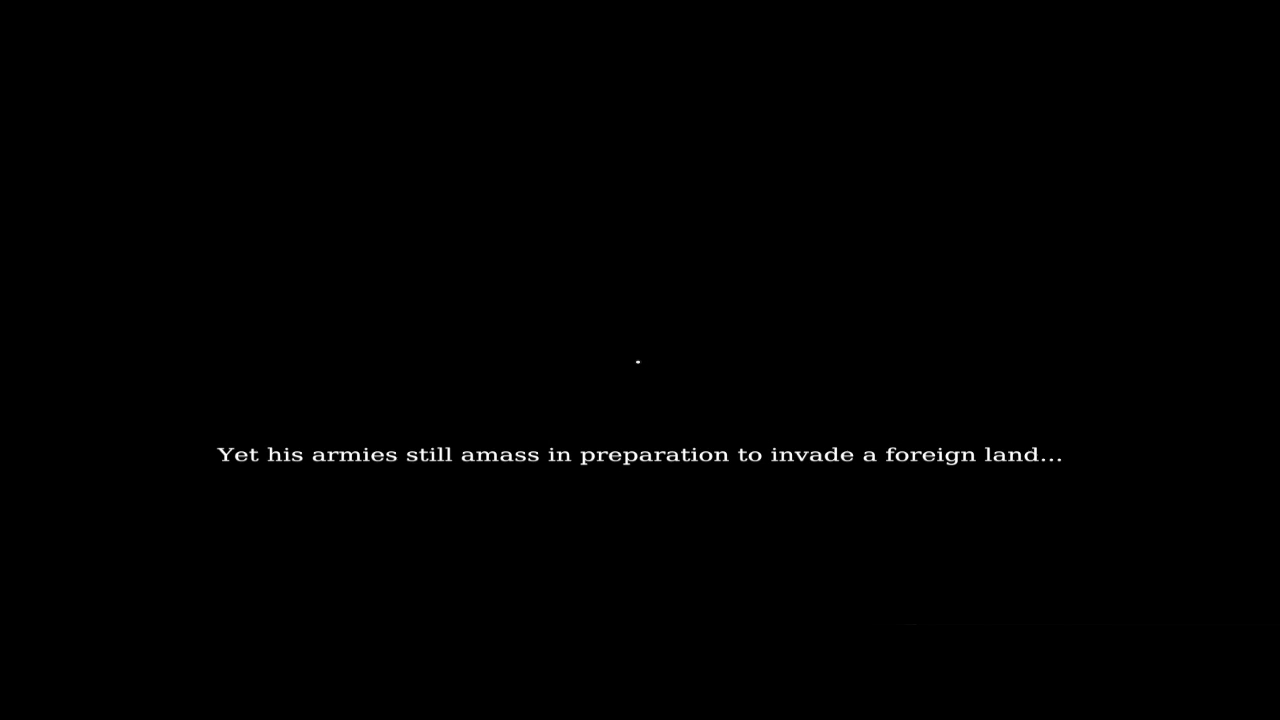 Yet his armies still amass in preparation to invade a foreign land...